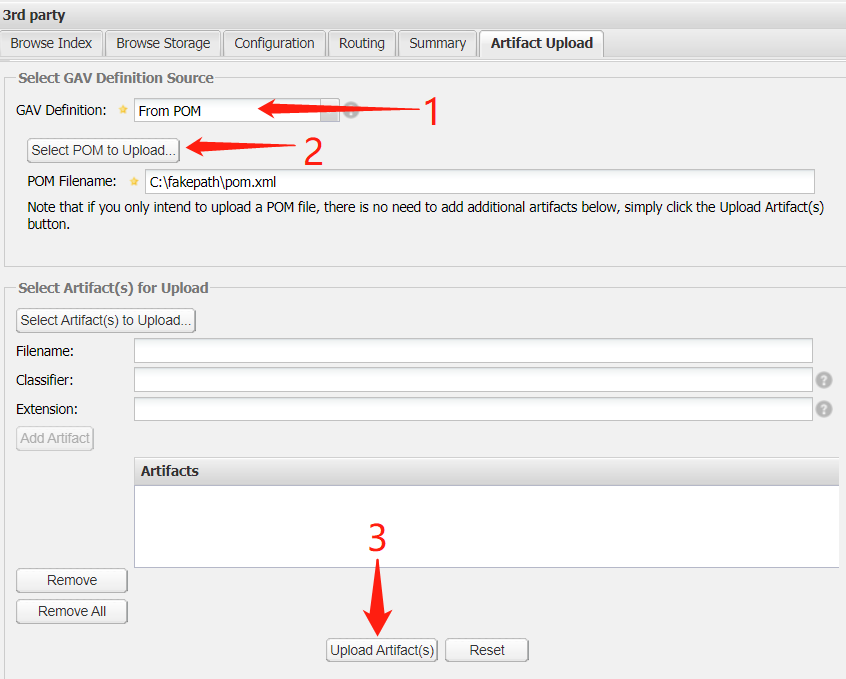 3rd party
Browse Index Browse Storage Configuration Routing Summary Artifact Upload
Select GAV Definition Source
GAV Definition: From POM ? 1
Select POM to Upload... 2
POM Filename: C:\fakepath\pom.xml
Note that if you only intend to upload a POM file, there is no need to add additional artifacts below, simply click the Upload Artifact(s)
button.
Select Artifact(s) for Upload
Select Artifact(s) to Upload...
Filename:
Classifier: ?
Extension: ?
Add Artifact
Artifacts
3
Remove
Remove All
Upload Artifact(s) Reset